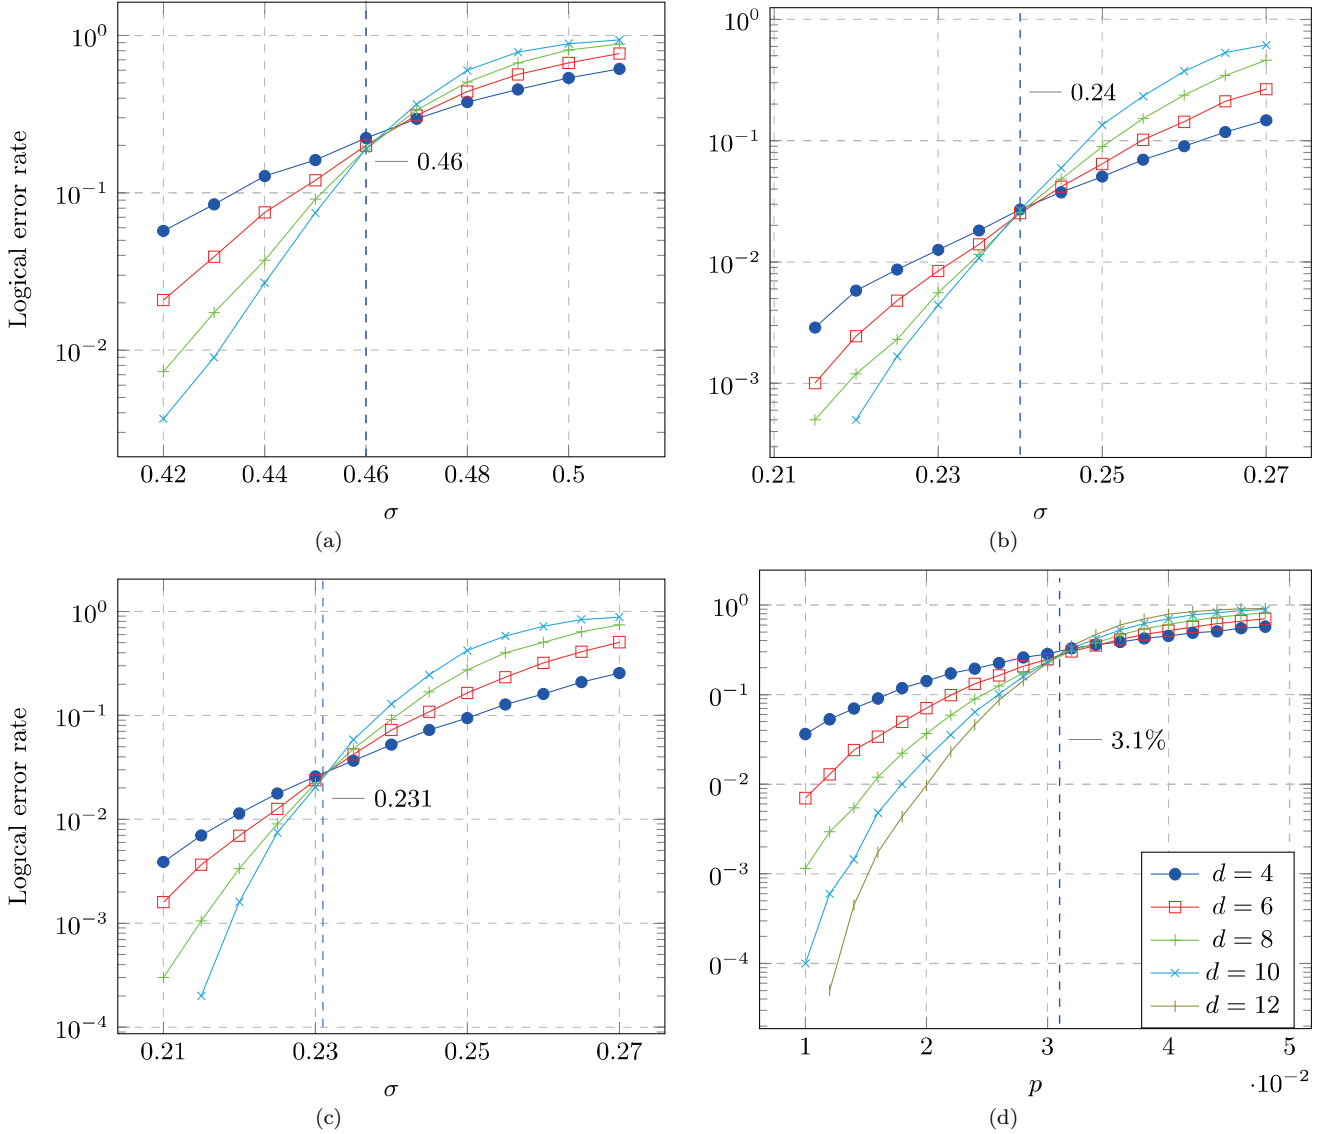 10^0
10^{-1}
10^{-2}
Logical error rate
0.46
0.42 0.44 0.46 0.48 0.5
σ
(a)
10^0
10^{-1}
10^{-2}
10^{-3}
0.24
0.21 0.23 0.25 0.27
σ
(b)
10^0
10^{-1}
10^{-2}
10^{-3}
10^{-4}
Logical error rate
0.231
0.21 0.23 0.25 0.27
σ
(c)
10^0
0^{-1}
0^{-2}
0^{-3}
0^{-4}
3.1%
d = 4
d = 6
d = 8
d = 10
d = 12
1 2 3 4 5
p
·10^{-2}
(d)